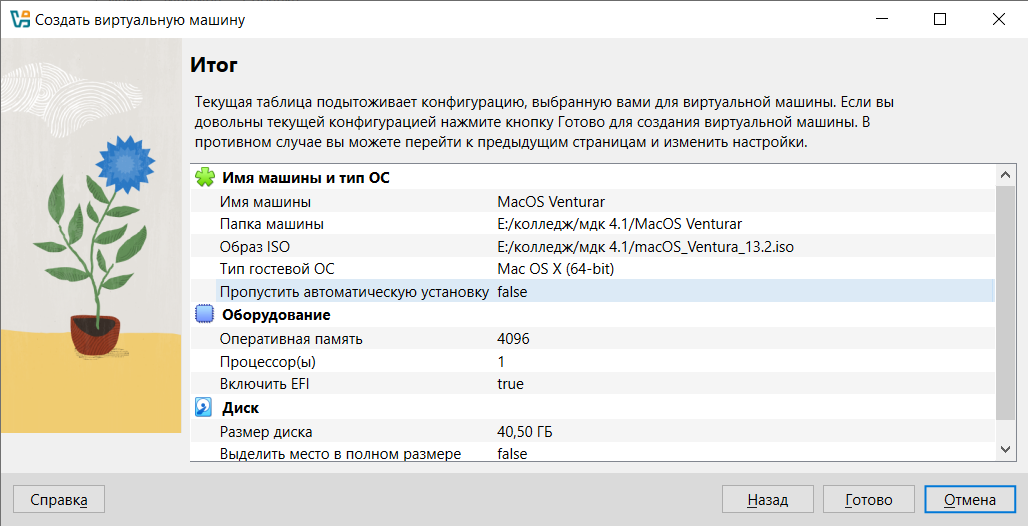 Создать виртуальную машину
Итог
Текущая таблица подытоживает конфигурацию, выбранную вами для виртуальной машины. Если вы
довольны текущей конфигурацией нажмите кнопку Готово для создания виртуальной машины. В
противном случае вы можете перейти к предыдущим страницам и изменить настройки.
Имя машины и тип ОС
Имя машины MacOS Venturar
Папка машины E:/колледж/мдк 4.1/MacOS Venturar
Образ ISO E:/колледж/мдк 4.1/macOS_Ventura_13.2.iso
Тип гостевой ОС Mac OS X (64-bit)
Пропустить автоматическую установку false
Оборудование
Оперативная память 4096
Процессор(ы) 1
Включить EFI true
Диск
Размер диска 40,50 ГБ
Выделить место в полном размере false
Справка Назад Готово Отмена